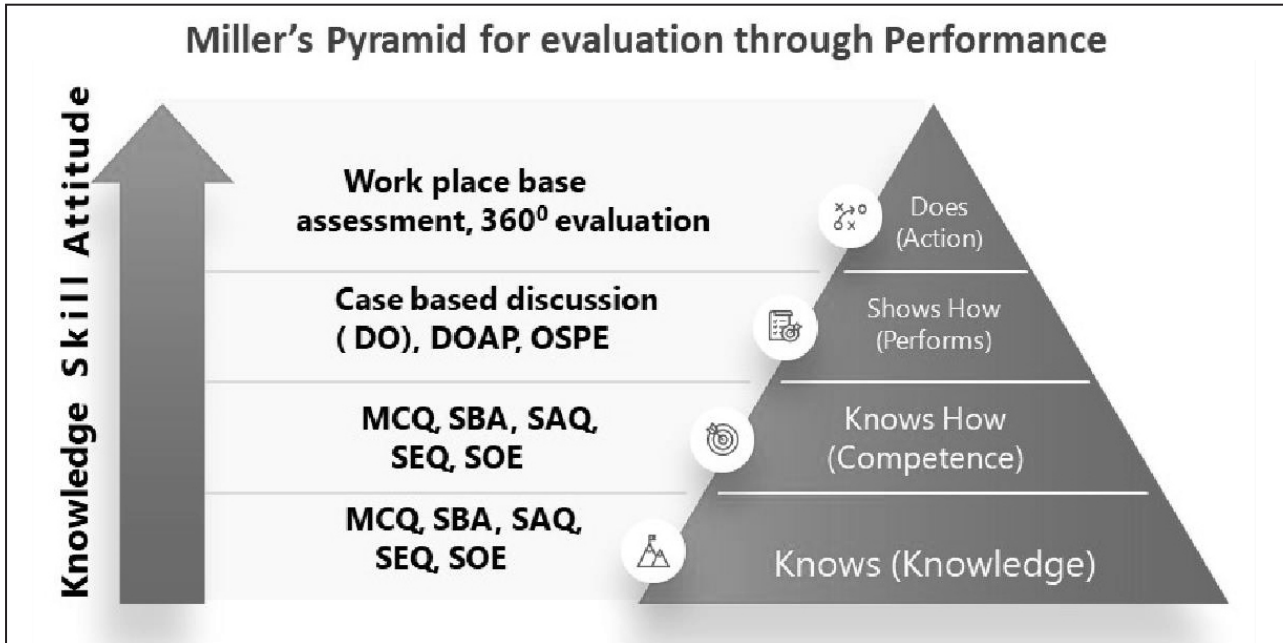 Miller's Pyramid for evaluation through Performance
Knowledge Skill Attitude
Work place base
assessment, 360⁰ evaluation
Does
(Action)
Case based discussion
( DO), DOAP, OSPE
Shows How
(Performs)
MCQ, SBA, SAQ,
SEQ, SOE
Knows How
(Competence)
MCQ, SBA, SAQ,
SEQ, SOE
Knows (Knowledge)